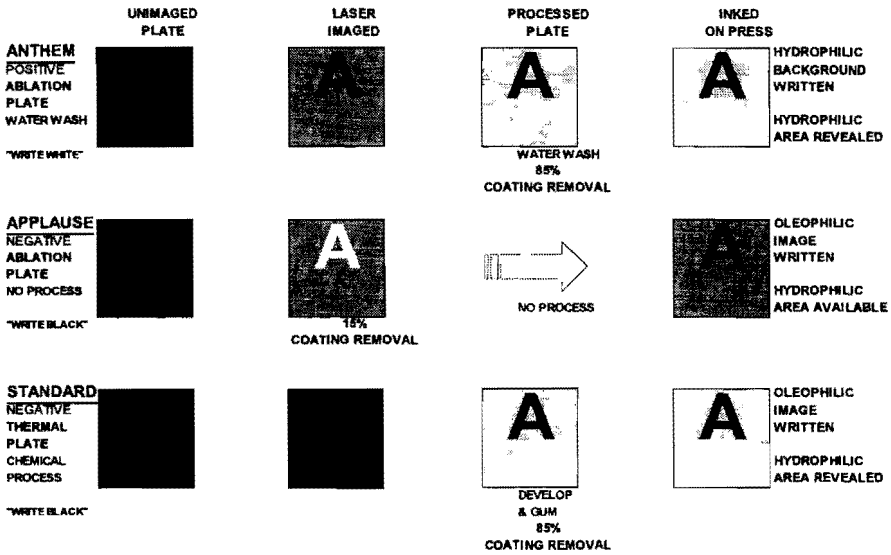 UNIMAGED
PLATE
LASER
IMAGED
PROCESSED
PLATE
INKED
ON PRESS
ANTHEM
POSITIVE
ABLATION
PLATE
WATER WASH
"WRITE WHITE"
A
A
WATER WASH
85%
COATING REMOVAL
A
HYDROPHILIC
BACKGROUND
WRITTEN
HYDROPHILIC
AREA REVEALED
APPLAUSE
NEGATIVE
ABLATION
PLATE
NO PROCESS
"WRITE BLACK"
A
15%
COATING REMOVAL
NO PROCESS
A
OLEOPHILIC
IMAGE
WRITTEN
HYDROPHILIC
AREA AVAILABLE
STANDARD
NEGATIVE
THERMAL
PLATE
CHEMICAL
PROCESS
"WRITE BLACK"
A
DEVELOP
& GUM
85%
COATING REMOVAL
A
OLEOPHILIC
IMAGE
WRITTEN
HYDROPHILIC
AREA REVEALED